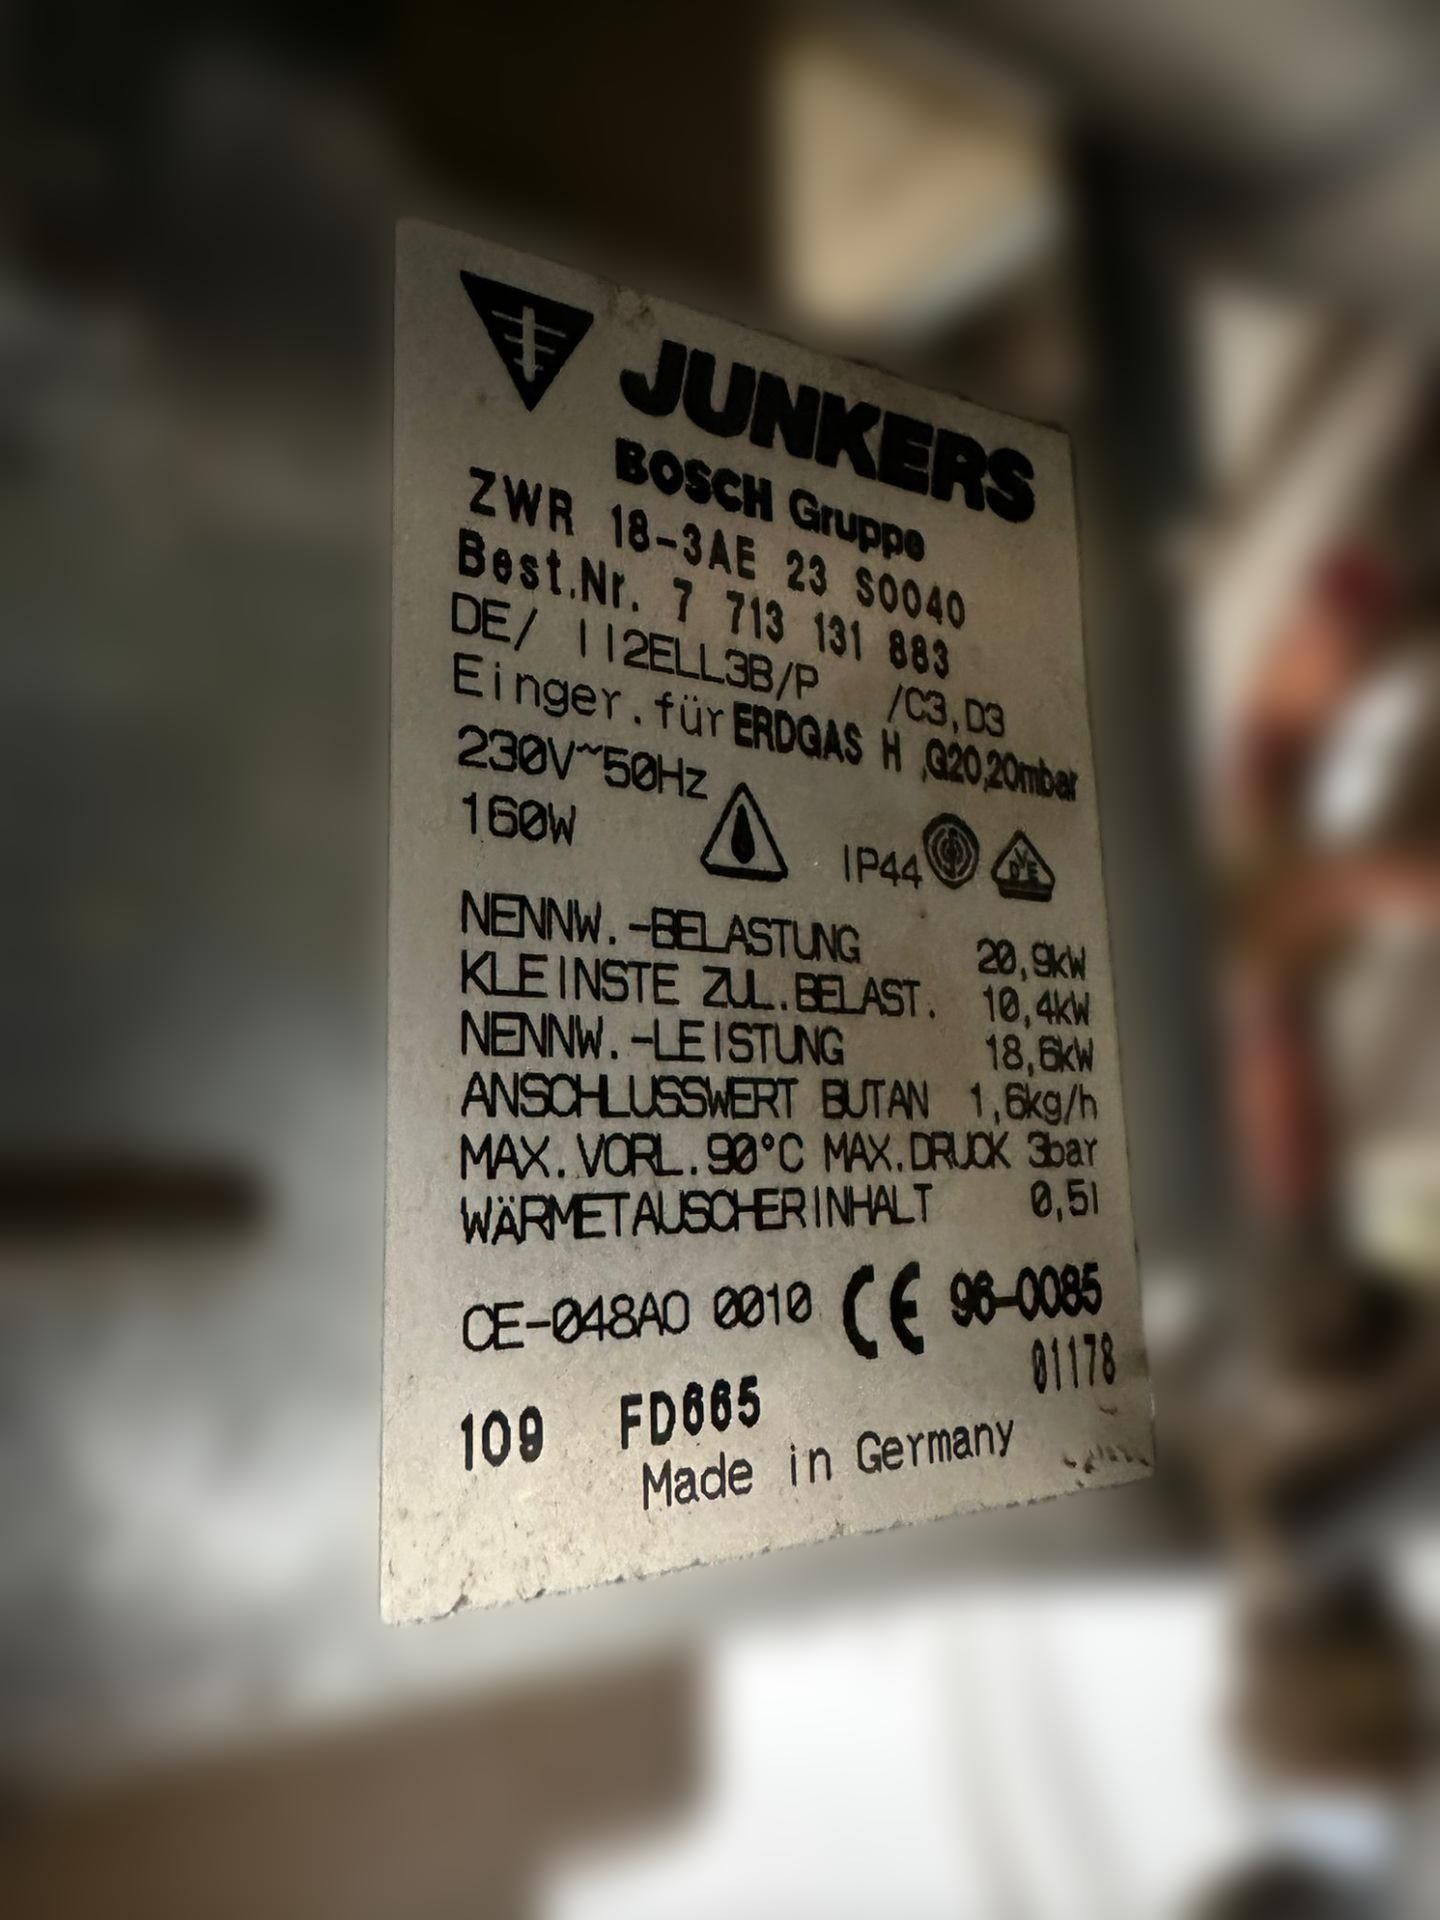 JUNKERS
BOSCH Gruppe
ZWR 18-3AE 23 S0040
Best.Nr. 7 713 131 883
DE/ II2ELL3B/P /C3,D3
Einger.für ERDGAS H ,G20,20mbar
230V~50Hz
160W IP44 DVE
NENNW.-BELASTUNG 20,9kW
KLEINSTE ZUL.BELAST. 10,4kW
NENNW.-LEISTUNG 18,6kW
ANSCHLUSSWERT BUTAN 1,6kg/h
MAX.VORL.90°C MAX.DRUCK 3bar
WÄRMETAUSCHERINHALT 0,5l
CE-048AO 0010 CE 96-0085
01178
109 FD665
Made in Germany